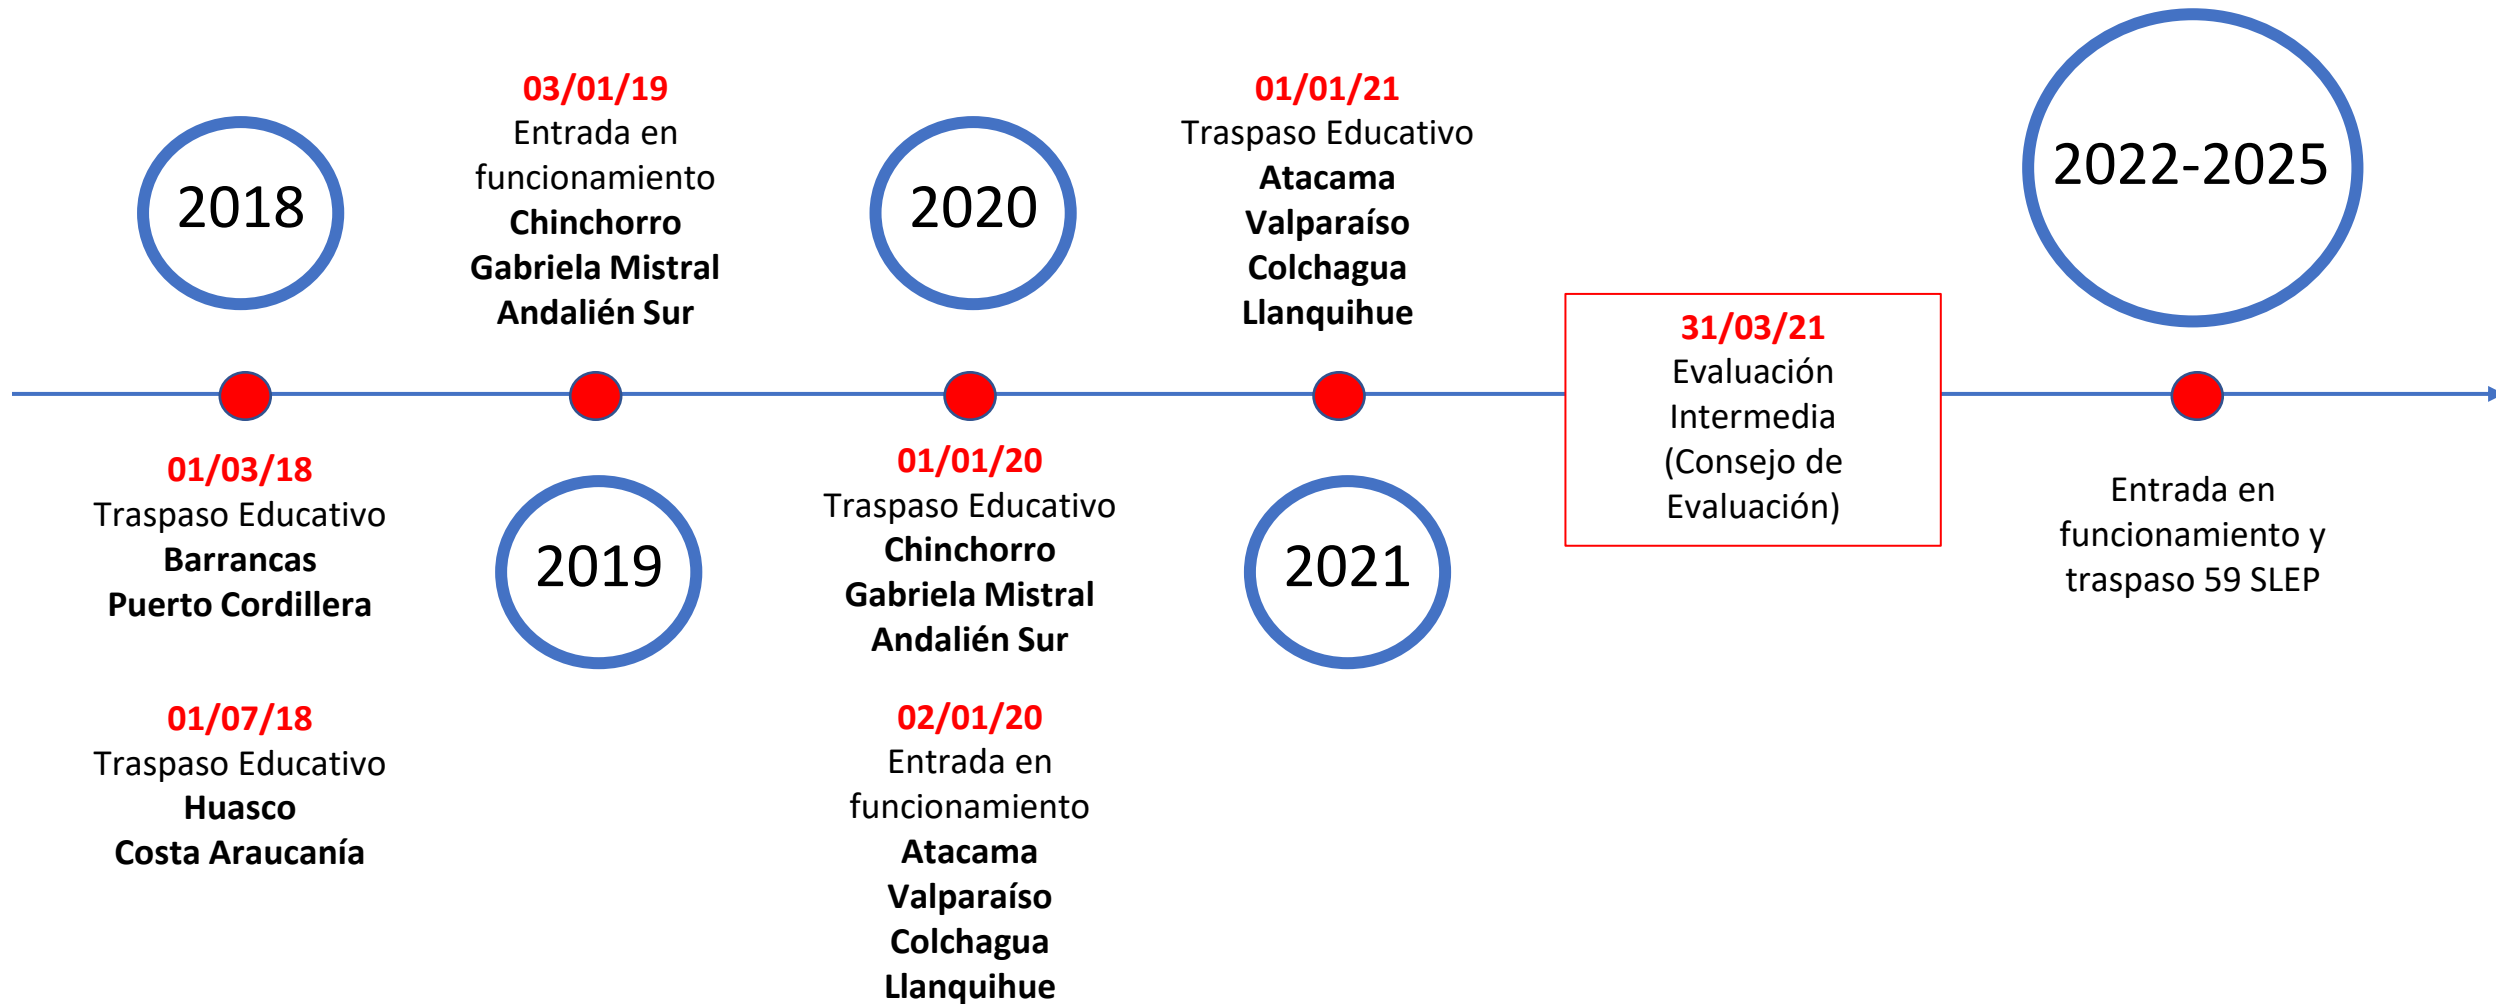 2018
01/03/18
Traspaso Educativo
Barrancas
Puerto Cordillera
01/07/18
Traspaso Educativo
Huasco
Costa Araucanía
03/01/19
Entrada en
funcionamiento
Chinchorro
Gabriela Mistral
Andalién Sur
2019
2020
01/01/20
Traspaso Educativo
Chinchorro
Gabriela Mistral
Andalién Sur
02/01/20
Entrada en
funcionamiento
Atacama
Valparaíso
Colchagua
Llanquihue
01/01/21
Traspaso Educativo
Atacama
Valparaíso
Colchagua
Llanquihue
2021
31/03/21
Evaluación
Intermedia
(Consejo de
Evaluación)
2022-2025
Entrada en
funcionamiento y
traspaso 59 SLEP